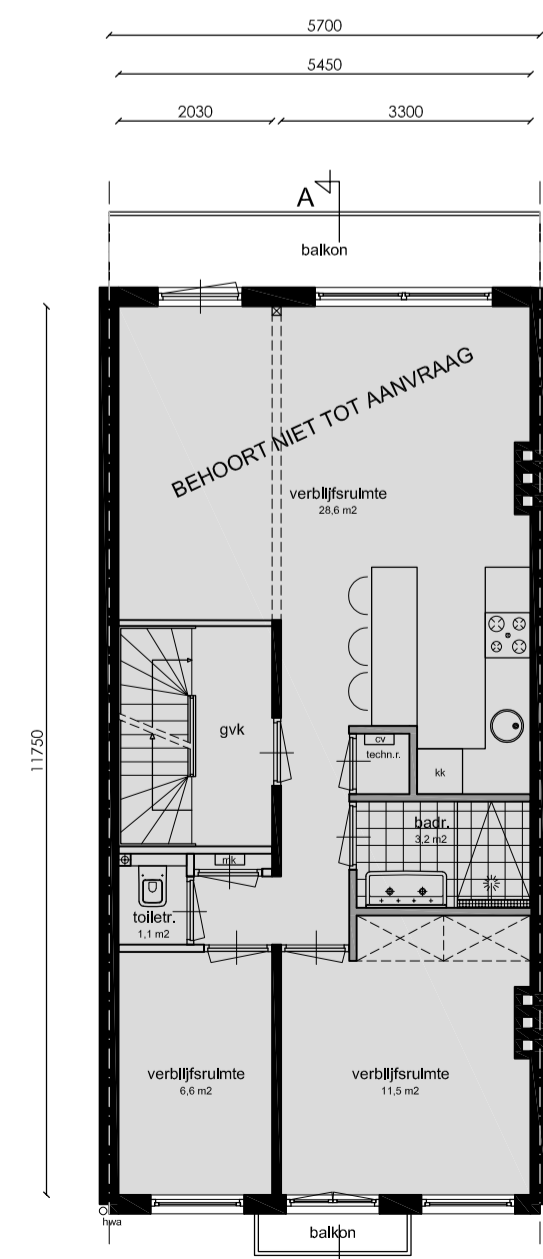 5700
5450
2030 3300
A
balkon
BEHOORT NIET TOT AANVRAAG
verblijfsruimte
28,6 m2
11750
gvk
cv
techn.r.
kk
badr.
3,2 m2
mk
toiletr.
1,1 m2
verblijfsruimte
6,6 m2
verblijfsruimte
11,5 m2
hwa
balkon